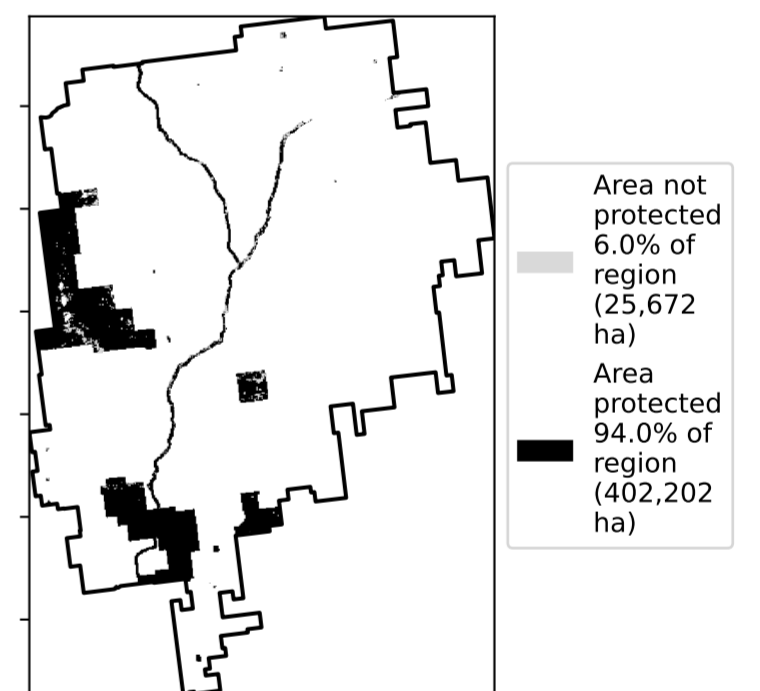 Area not
protected
6.0% of
region
(25,672
ha)
Area
protected
94.0% of
region
(402,202
ha)